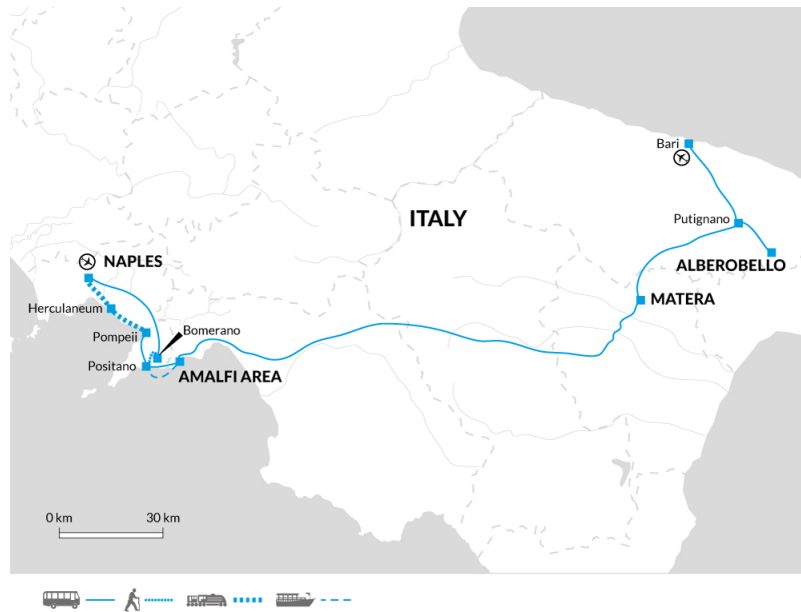 Bari
Putignano
ITALY
NAPLES
ALBEROBELLO
MATERA
Herculaneum
Bomerano
Pompeii
Positano
AMALFI AREA
0 km 30 km